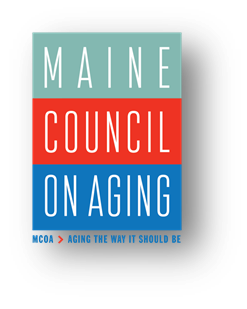 MAINE
COUNCIL
ON AGING
MCOA > AGING THE WAY IT SHOULD BE